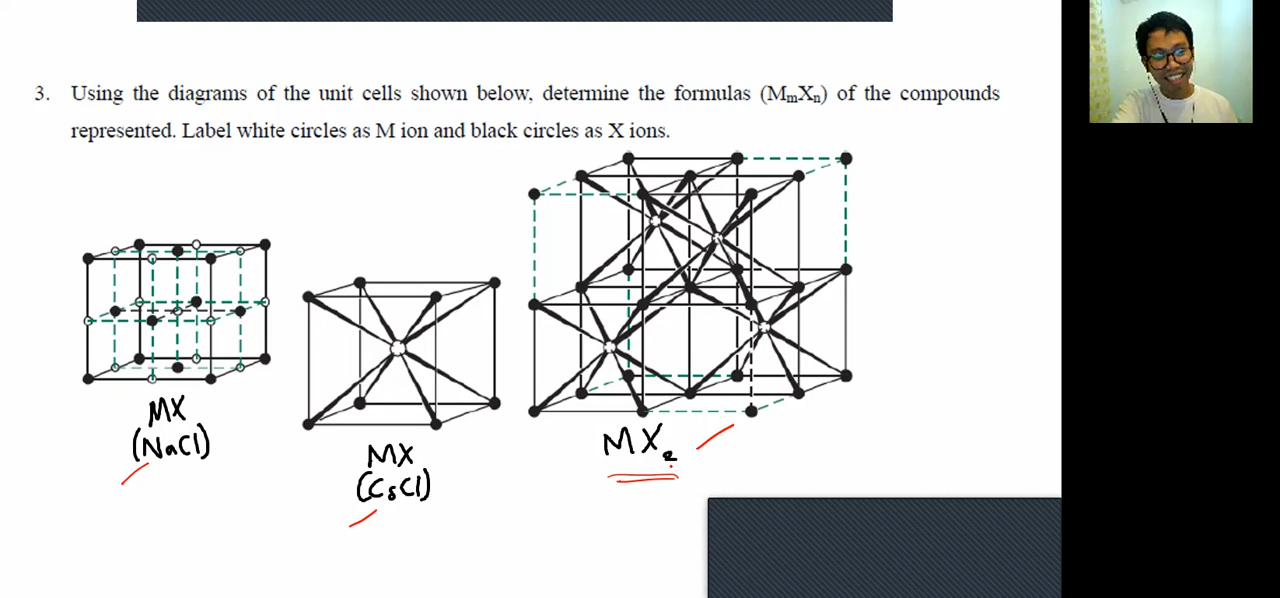 3. Using the diagrams of the unit cells shown below, determine the formulas (MₘXₙ) of the compounds
represented. Label white circles as M ion and black circles as X ions.
MX
(NaCl)
MX
(CsCl)
MX₂